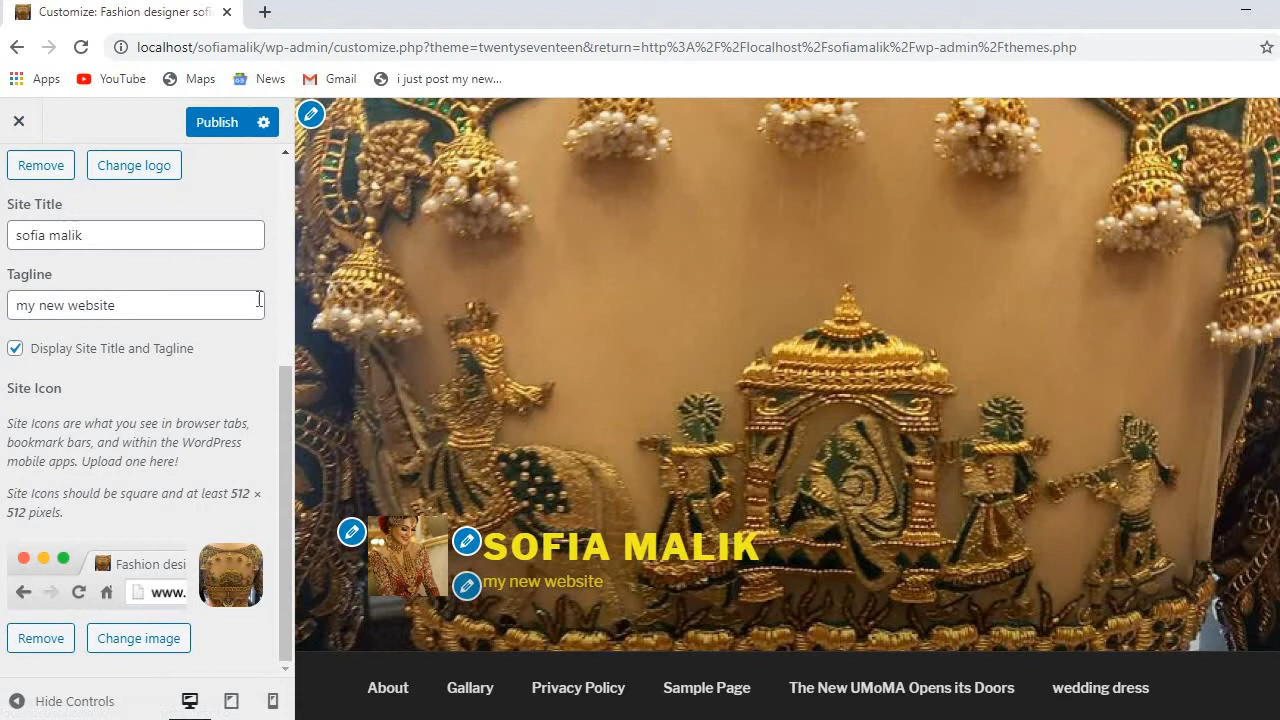 Customize: Fashion designer sofi
localhost/sofiamalik/wp-admin/customize.php?theme=twentyseventeen&return=http%3A%2F%2Flocalhost%2Fsofiamalik%2Fwp-admin%2Fthemes.php
Apps YouTube Maps News Gmail i just post my new...
Publish
Remove Change logo
Site Title
sofia malik
Tagline
my new website
Display Site Title and Tagline
Site Icon
Site Icons are what you see in browser tabs,
bookmark bars, and within the WordPress
mobile apps. Upload one here!
Site Icons should be square and at least 512 ×
512 pixels.
Fashion desi
www.
Remove Change image
Hide Controls
SOFIA MALIK
my new website
About Gallary Privacy Policy Sample Page The New UMoMA Opens its Doors wedding dress